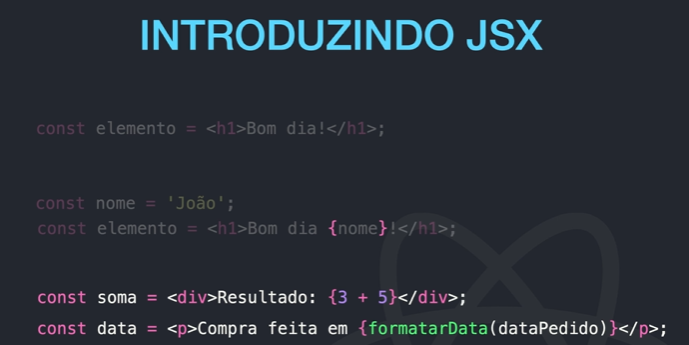 INTRODUZINDO JSX
const elemento = <h1>Bom dia!</h1>;
const nome = 'João';
const elemento = <h1>Bom dia {nome}!</h1>;
const soma = <div>Resultado: {3 + 5}</div>;
const data = <p>Compra feita em {formatarData(dataPedido)}</p>;